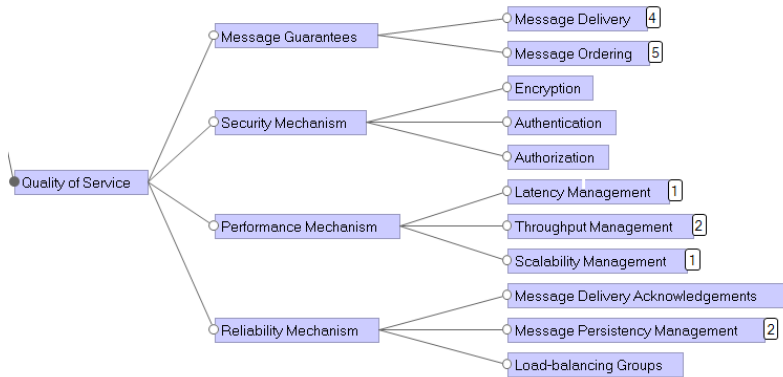 Message Delivery 4
Message Guarantees
Message Ordering 5
Encryption
Security Mechanism
Authentication
Authorization
Quality of Service
Latency Management 1
Performance Mechanism
Throughput Management 2
Scalability Management 1
Message Delivery Acknowledgements
Reliability Mechanism
Message Persistency Management 2
Load-balancing Groups